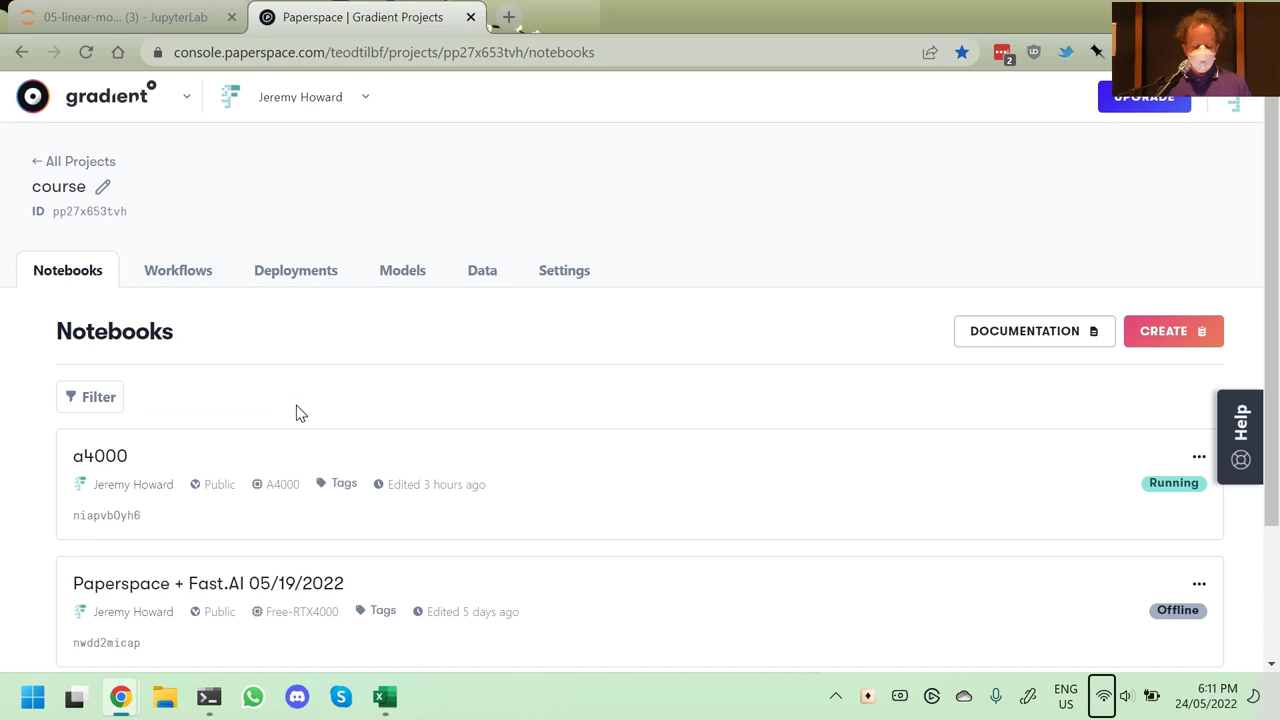 05-linear-mo... (3) - JupyterLab
Paperspace | Gradient Projects
console.paperspace.com/teodtilbf/projects/pp27x653tvh/notebooks
2
gradient
Jeremy Howard
UPGRADE
← All Projects
course
ID pp27x653tvh
Notebooks
Workflows
Deployments
Models
Data
Settings
Notebooks
DOCUMENTATION
CREATE
Filter
Help
a4000
Jeremy Howard
Public
A4000
Tags
Edited 3 hours ago
Running
niapvb0yh6
Paperspace + Fast.AI 05/19/2022
Jeremy Howard
Public
Free-RTX4000
Tags
Edited 5 days ago
Offline
nwdd2micap
ENG
US
6:11 PM
24/05/2022